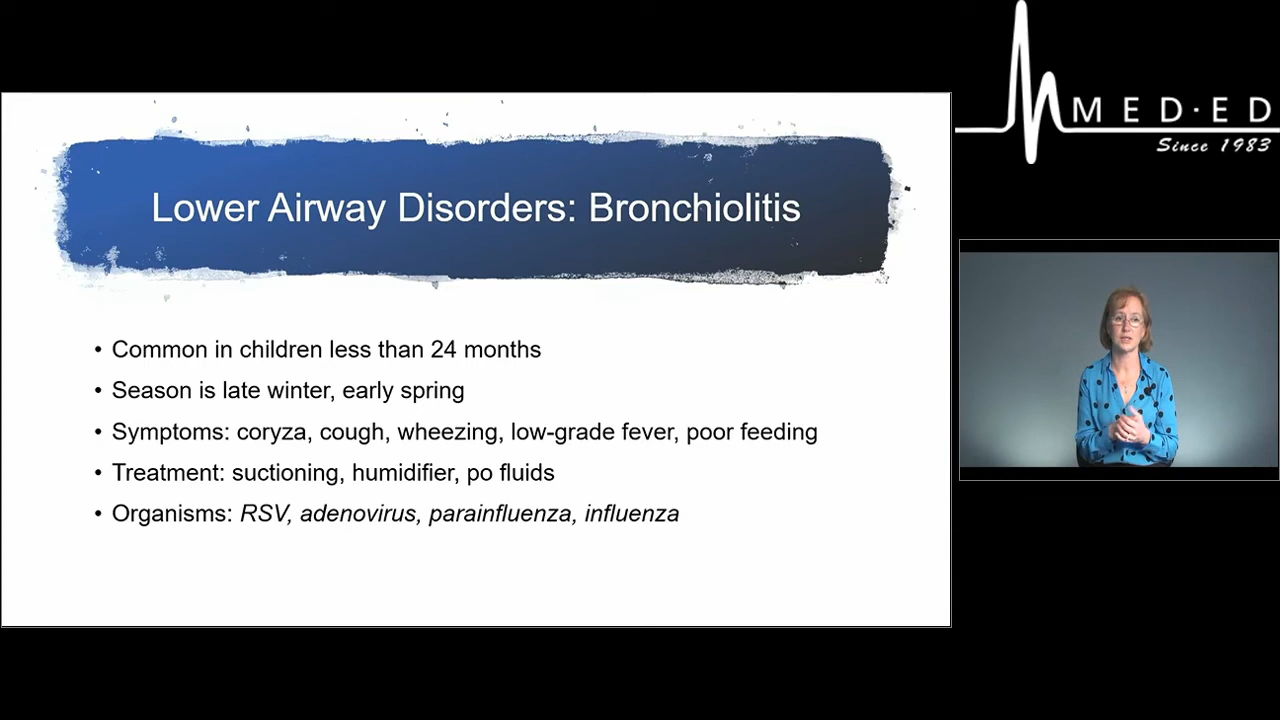 MED·ED
Since 1983
Lower Airway Disorders: Bronchiolitis
• Common in children less than 24 months
• Season is late winter, early spring
• Symptoms: coryza, cough, wheezing, low-grade fever, poor feeding
• Treatment: suctioning, humidifier, po fluids
• Organisms: RSV, adenovirus, parainfluenza, influenza